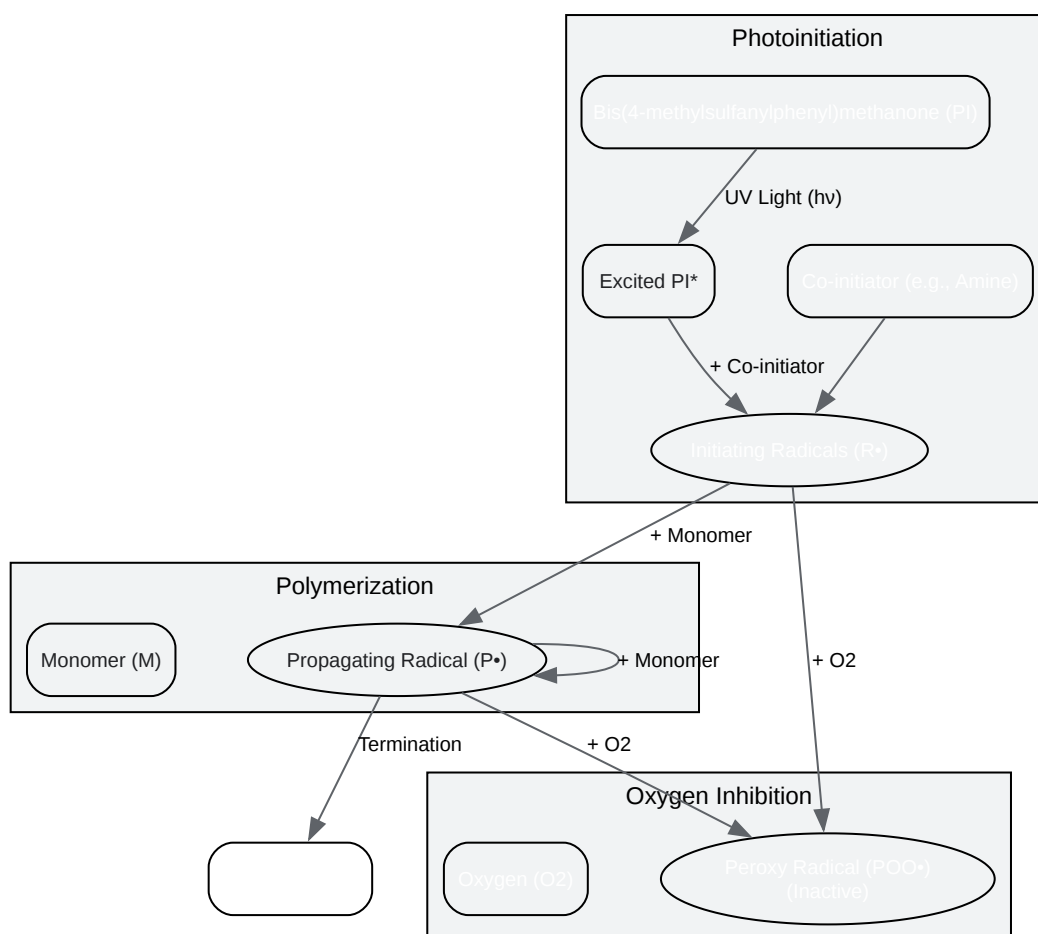 Photoinitiation
Bis(4-methylsulfanylphenyl)methanone (PI)
UV Light (hν)
Excited PI*
Co-initiator (e.g., Amine)
+ Co-initiator
Initiating Radicals (R•)
+ Monomer
Polymerization
Monomer (M)
Propagating Radical (P•)
+ Monomer
+ O2
Termination
+ O2
Oxygen Inhibition
Oxygen (O2)
Peroxy Radical (POO•)
(Inactive)